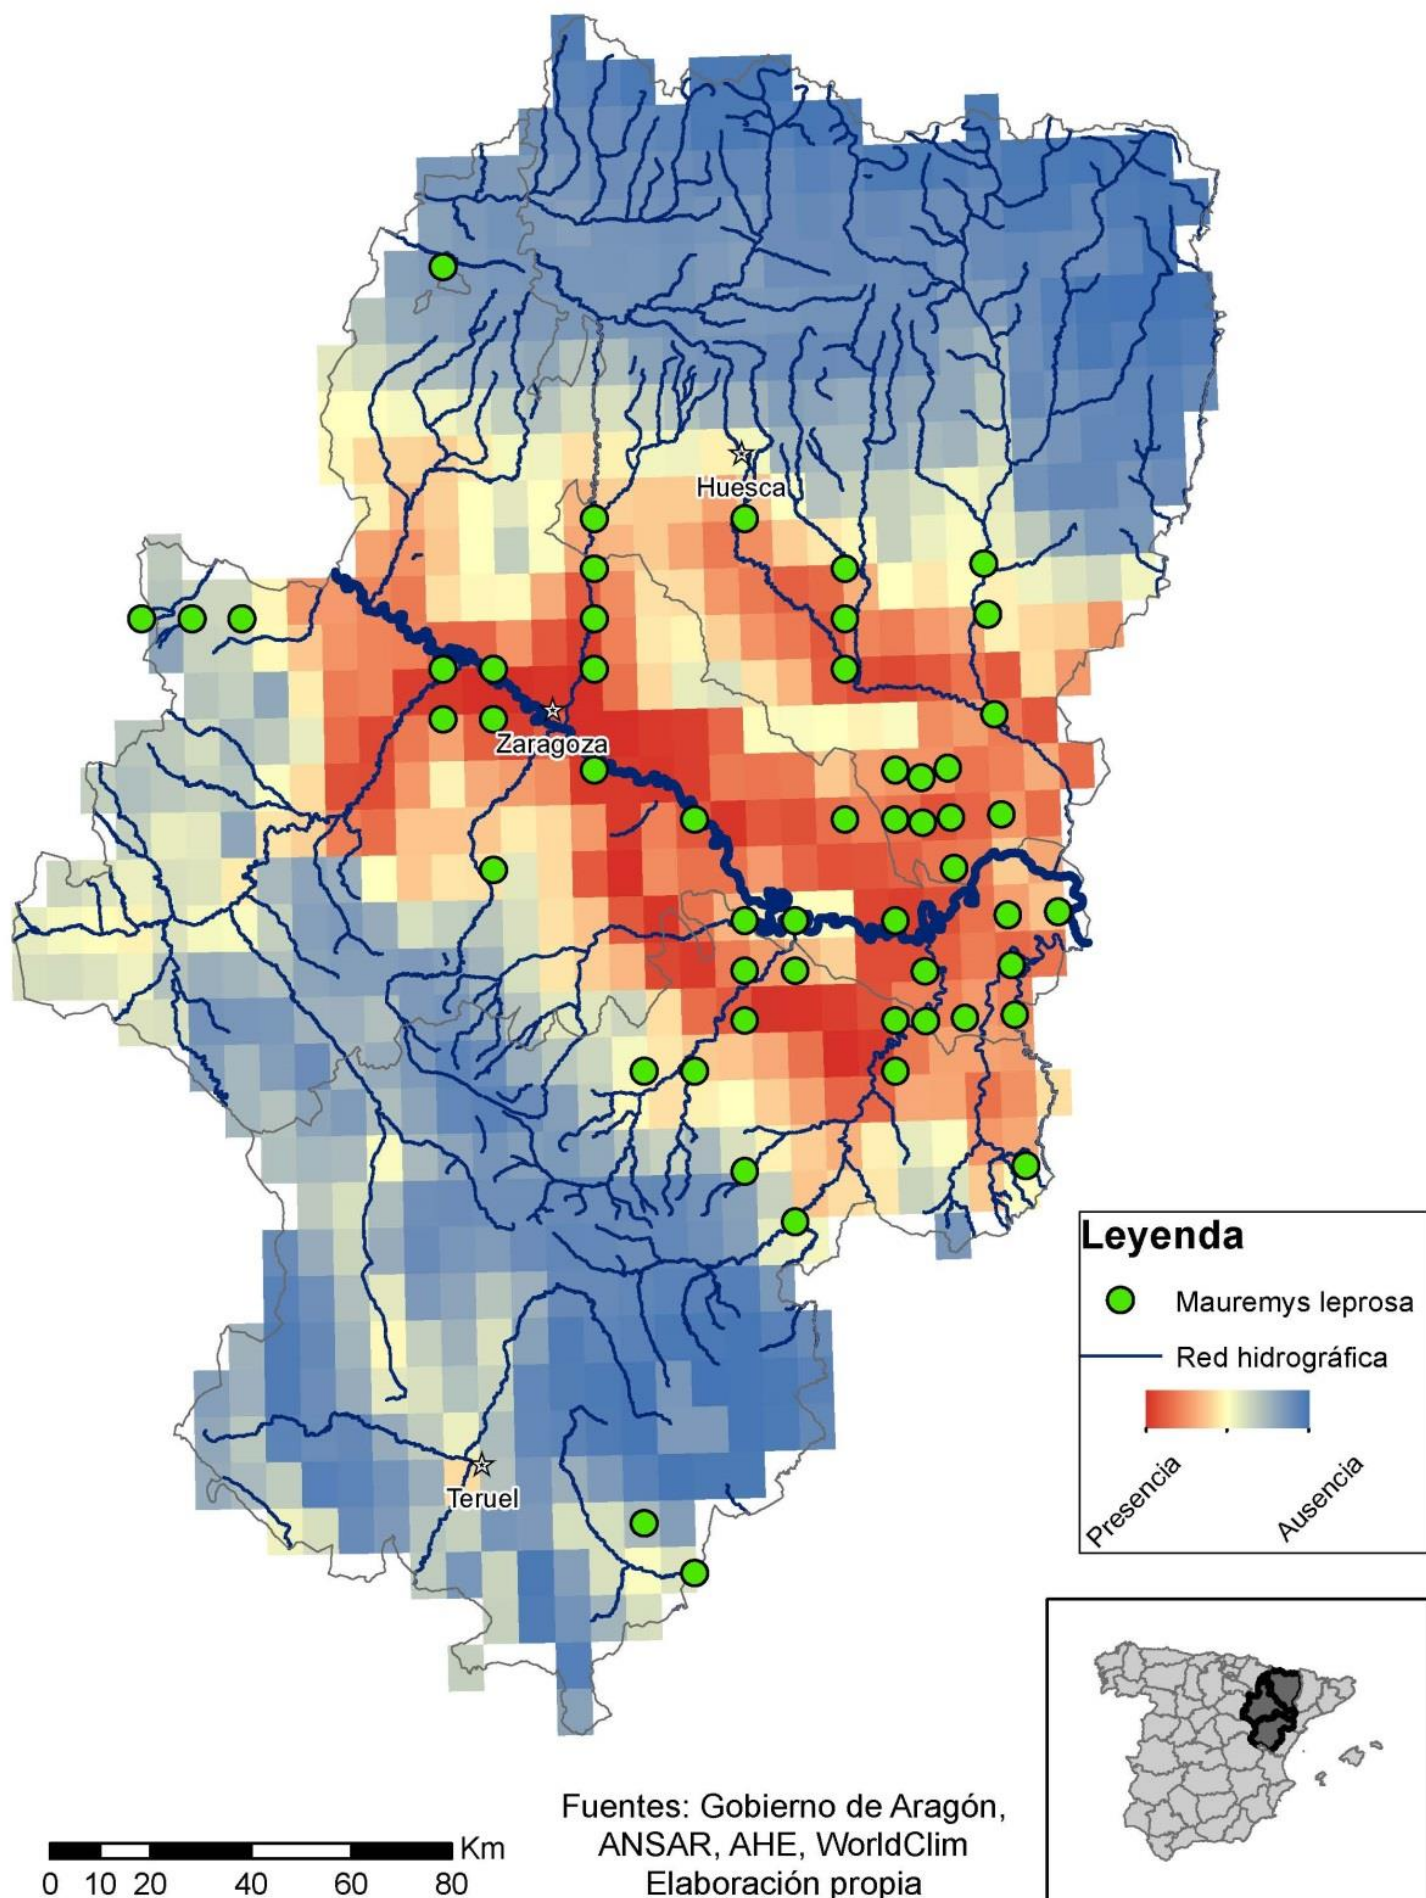 Huesca
Zaragoza
Teruel
Leyenda
Mauremys leprosa
Red hidrográfica
Presencia
Ausencia
Fuentes: Gobierno de Aragón,
ANSAR, AHE, WorldClim
Elaboración propia
Km
0 10 20 40 60 80